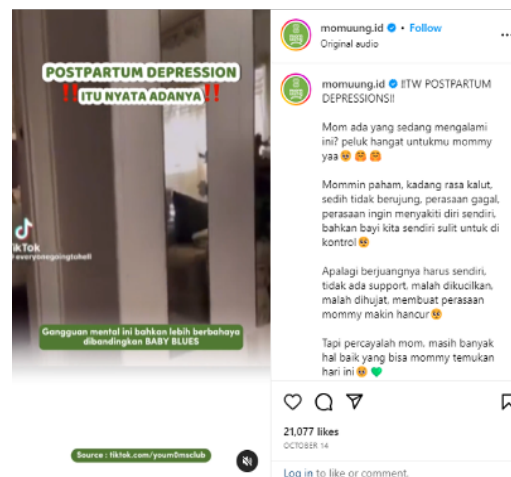 POSTPARTUM DEPRESSION
ITU NYATA ADANYA
TikTok
everyonegoingtohell
Gangguan mental ini bahkan lebih berbahaya
dibandingkan BABY BLUES
Source : tiktok.com/youm0msclub
momuung.id • Follow
Original audio
momuung.id ‼TW POSTPARTUM
DEPRESSIONS‼
Mom ada yang sedang mengalami
ini? peluk hangat untukmu mommy
yaa
Mommin paham, kadang rasa kalut,
sedih tidak berujung, perasaan gagal,
perasaan ingin menyakiti diri sendiri,
bahkan bayi kita sendiri sulit untuk di
kontrol
Apalagi berjuangnya harus sendiri,
tidak ada support, malah dikucilkan,
malah dihujat, membuat perasaan
mommy makin hancur
Tapi percayalah mom, masih banyak
hal baik yang bisa mommy temukan
hari ini
21,077 likes
OCTOBER 14
Log in to like or comment.